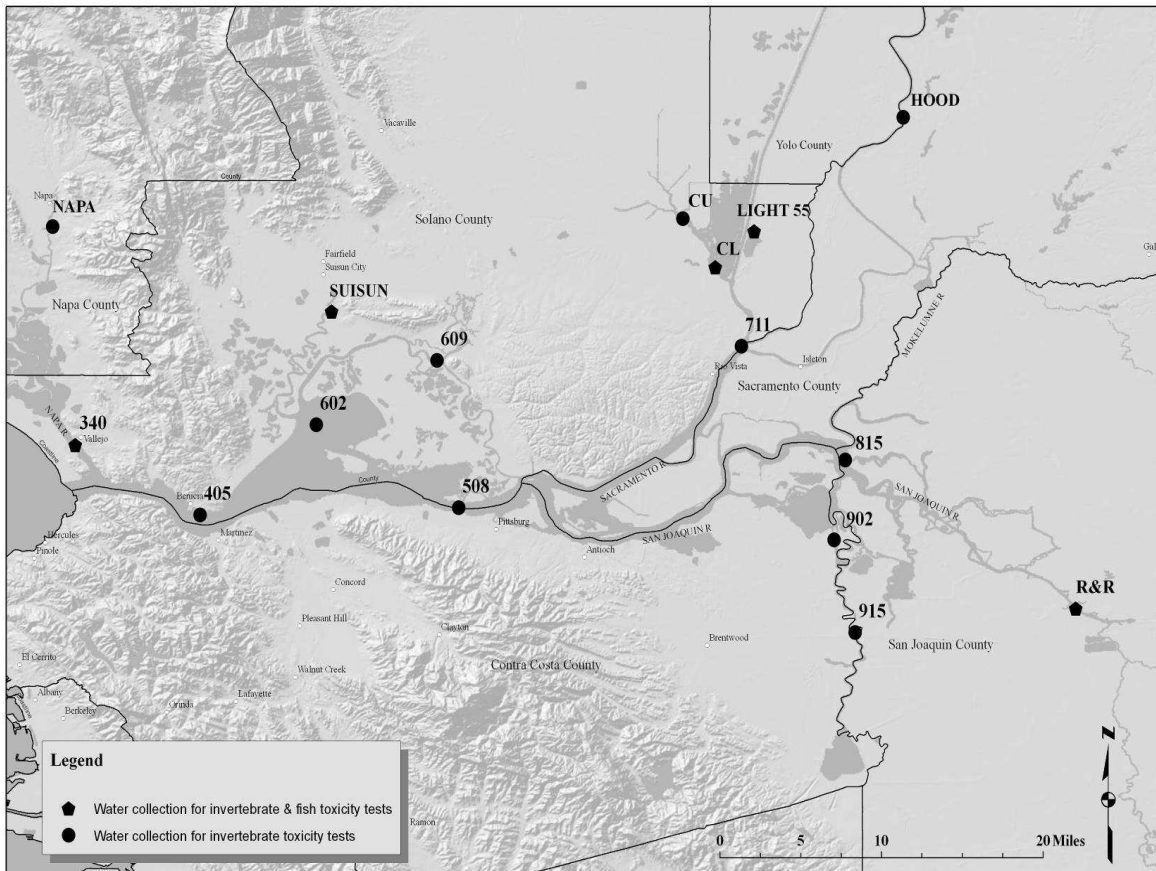 HOOD
Vacaville
Yolo County
County
Napa
NAPA
CU
LIGHT 55
Solano County
CL
Fairfield
Suisun City
SUISUN
Napa County
MOKELUMNE R
711
Isleton
Rio Vista
609
Sacramento County
602
NAPA R
340
Vallejo
Coastline
815
SACRAMENTO R
SAN JOAQUIN R
County
Benicia
405
508
Pittsburg
Martinez
SAN JOAQUIN R
902
Antioch
Hercules
Pinole
Concord
R&R
Pleasant Hill
Clayton
915
Brentwood
San Joaquin County
El Cerrito
Contra Costa County
Walnut Creek
Albany
Lafayette
Orinda
Berkeley
Legend
Water collection for invertebrate & fish toxicity tests
Water collection for invertebrate toxicity tests
Ramon
N
0 5 10 20 Miles